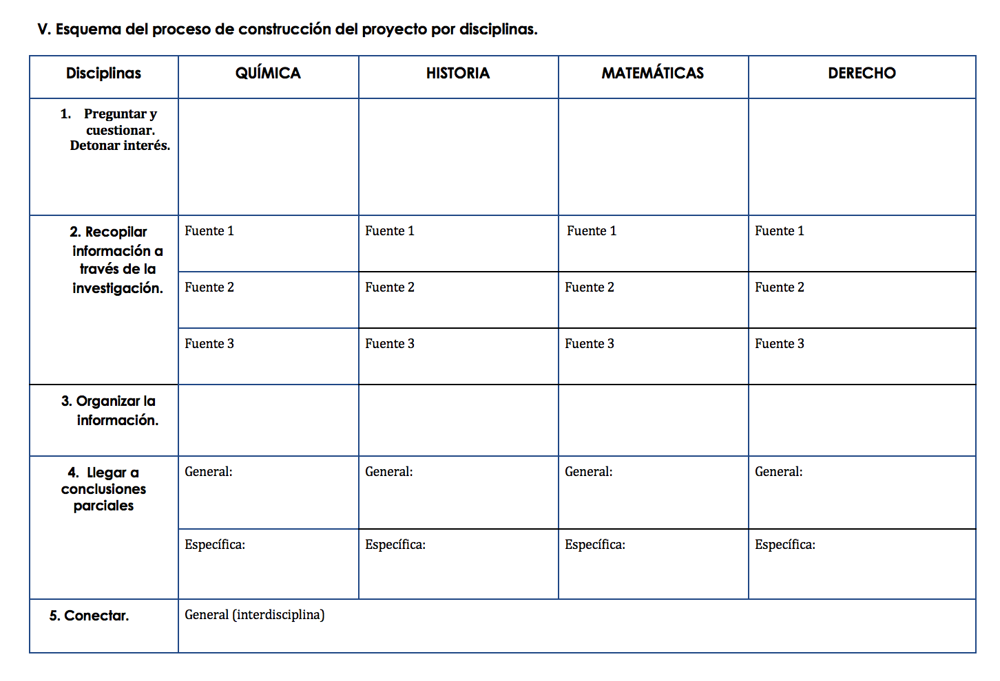 V. Esquema del proceso de construcción del proyecto por disciplinas.
Disciplinas QUÍMICA HISTORIA MATEMÁTICAS DERECHO
1. Preguntar y
cuestionar.
Detonar interés.
2. Recopilar
información a
través de la
investigación.
Fuente 1 Fuente 1 Fuente 1 Fuente 1
Fuente 2 Fuente 2 Fuente 2 Fuente 2
Fuente 3 Fuente 3 Fuente 3 Fuente 3
3. Organizar la
información.
4. Llegar a
conclusiones
parciales
General: General: General: General:
Específica: Específica: Específica: Específica:
5. Conectar.
General (interdisciplina)